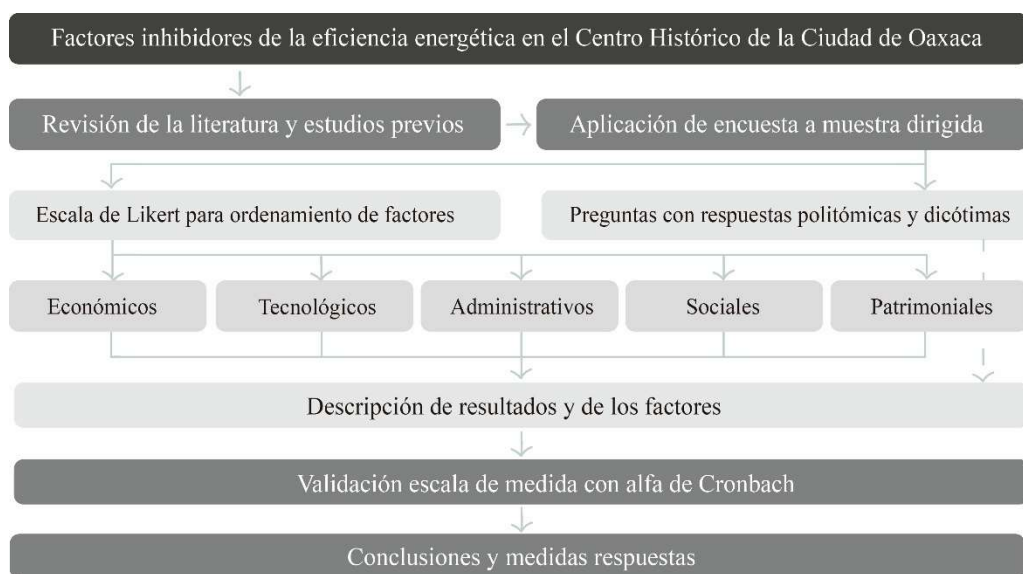 Factores inhibidores de la eficiencia energética en el Centro Histórico de la Ciudad de Oaxaca
Revisión de la literatura y estudios previos
Aplicación de encuesta a muestra dirigida
Escala de Likert para ordenamiento de factores
Preguntas con respuestas politómicas y dicótimas
Económicos
Tecnológicos
Administrativos
Sociales
Patrimoniales
Descripción de resultados y de los factores
Validación escala de medida con alfa de Cronbach
Conclusiones y medidas respuestas